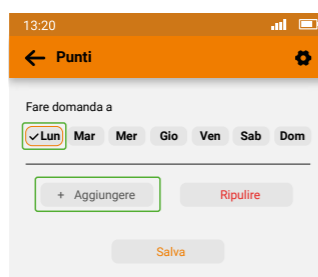 13:20
Punti
Fare domanda a
Lun Mar Mer Gio Ven Sab Dom
+ Aggiungere Ripulire
Salva